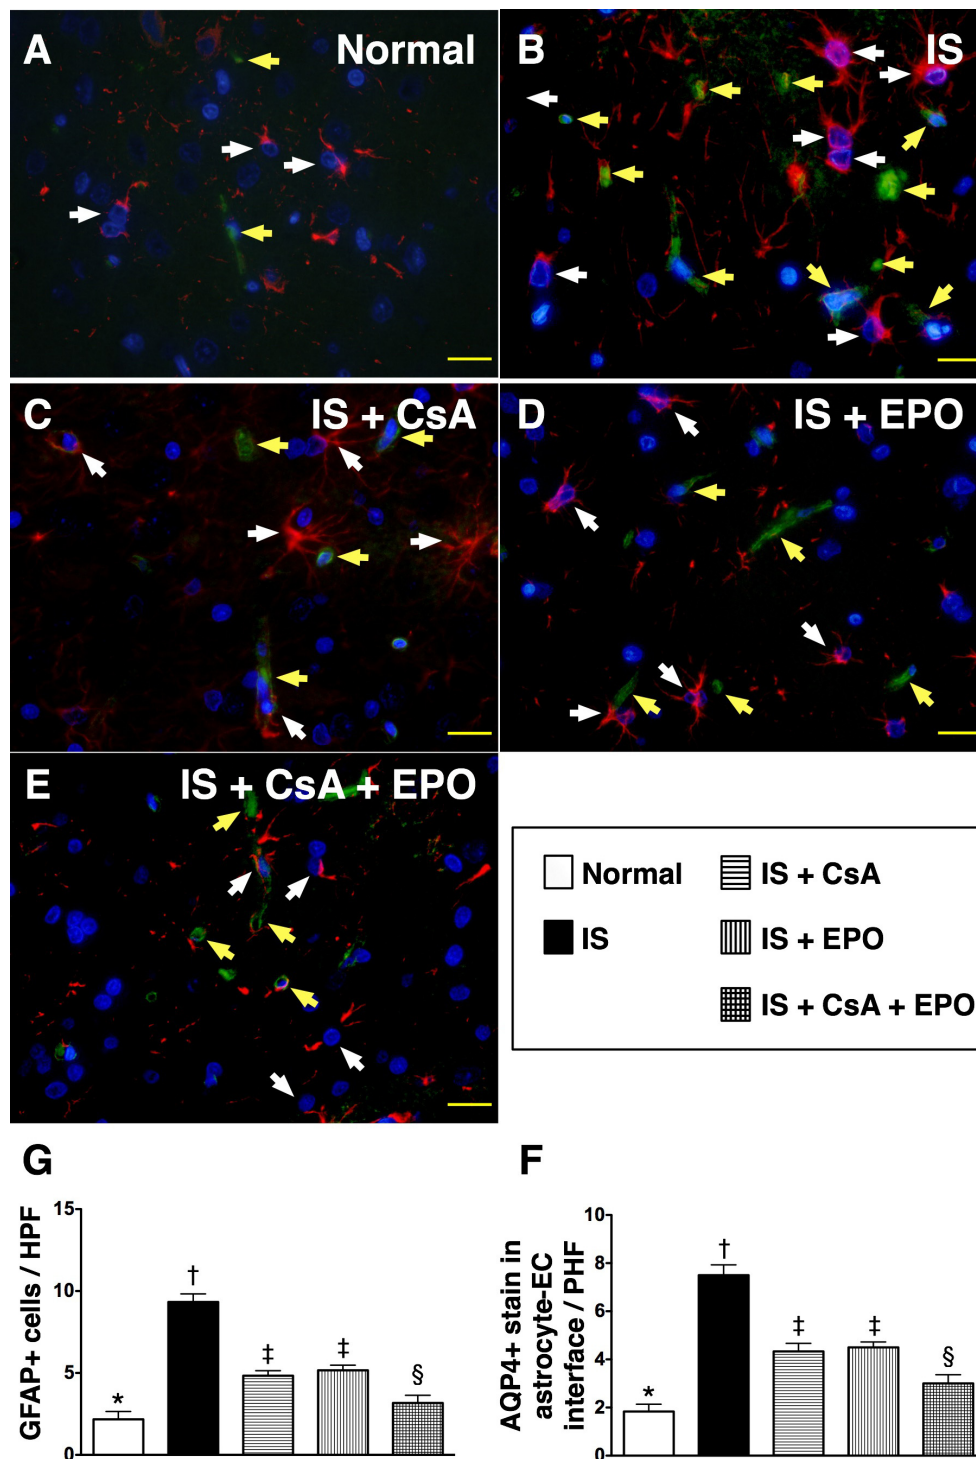 A Normal
B IS
C IS + CsA
D IS + EPO
E IS + CsA + EPO
Normal
IS
IS + CsA
IS + EPO
IS + CsA + EPO
G
GFAP+ cells / HPF
15
10
5
0
*
†
‡
‡
§
F
AQP4+ stain in
astrocyte-EC
interface / PHF
10
8
6
4
2
0
*
†
‡
‡
§